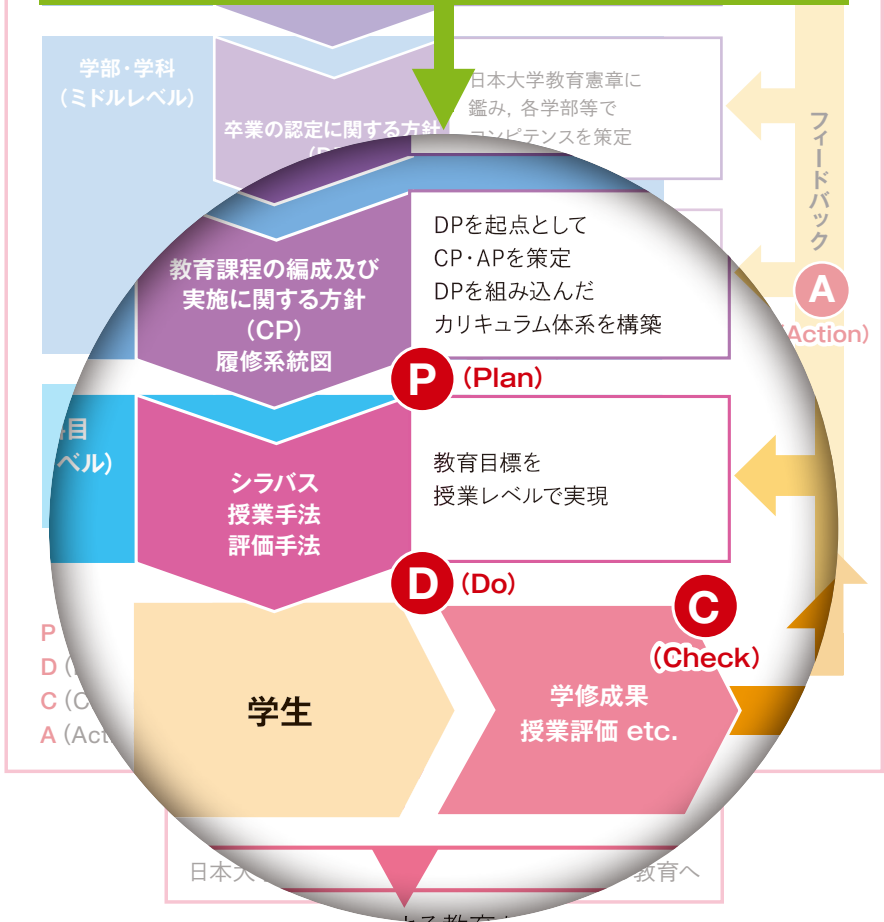 学部・学科
(ミドルレベル)
卒業の認定に関する方針
日本大学教育憲章に
鑑み, 各学部等で
コンピテンスを策定
フィードバック
A
Action)
教育課程の編成及び
実施に関する方針
(CP)
履修系統図
DPを起点として
CP・APを策定
DPを組み込んだ
カリキュラム体系を構築
P (Plan)
目
ベル)
シラバス
授業手法
評価手法
教育目標を
授業レベルで実現
D (Do)
C
(Check)
P
D (
C (C
A (Act
学生
学修成果
授業評価 etc.
日本大
教育へ